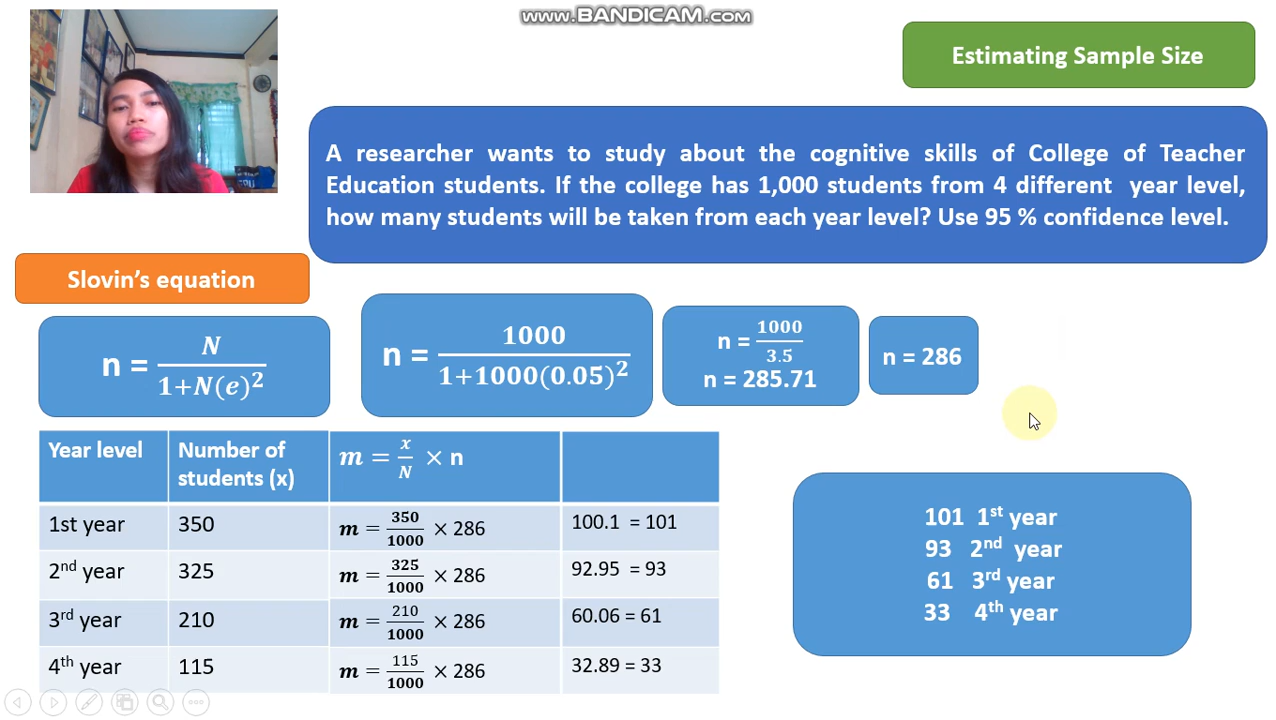 www.BANDICAM.com
Estimating Sample Size
A researcher wants to study about the cognitive skills of College of Teacher
Education students. If the college has 1,000 students from 4 different year level,
how many students will be taken from each year level? Use 95 % confidence level.
Slovin's equation
n = N / 1+N(e)²
n = 1000 / 1+1000(0.05)²
n = 1000 / 3.5
n = 285.71
n = 286
Year level Number of students (x) m = x/N × n
1st year 350 m = 350/1000 × 286 100.1 = 101
2nd year 325 m = 325/1000 × 286 92.95 = 93
3rd year 210 m = 210/1000 × 286 60.06 = 61
4th year 115 m = 115/1000 × 286 32.89 = 33
101 1st year
93 2nd year
61 3rd year
33 4th year